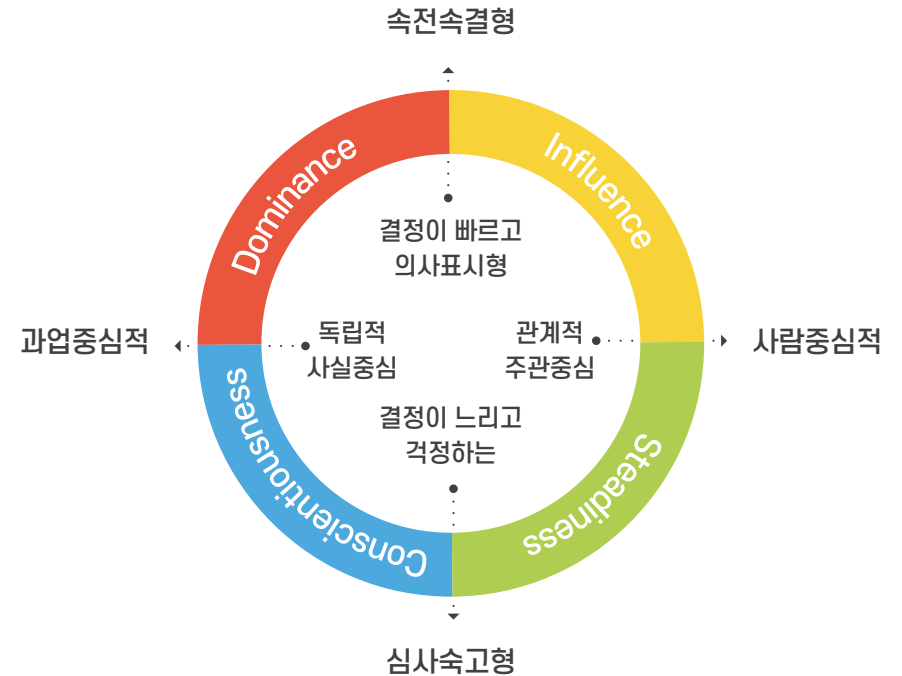 속전속결형
Dominance
Influence
결정이 빠르고
의사표시형
과업중심적
독립적
사실중심
관계적
주관중심
사람중심적
결정이 느리고
걱정하는
Conscientiousness
Steadiness
심사숙고형